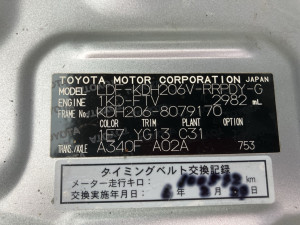 TOYOTA MOTOR CORPORATION JAPAN
MODEL LDF-KDH206V-RRPDY-G
ENGINE 1KD-FTV 2982 mL
FRAME No. KDH206-8079170
COLOR TRIM PLANT OPTIONS
1E7 YG13 C31
TRANS./AXLE A340F A02A 753
タイミングベルト交換記録
メーター走行キロ: km
交換実施年月日: 年 月 日